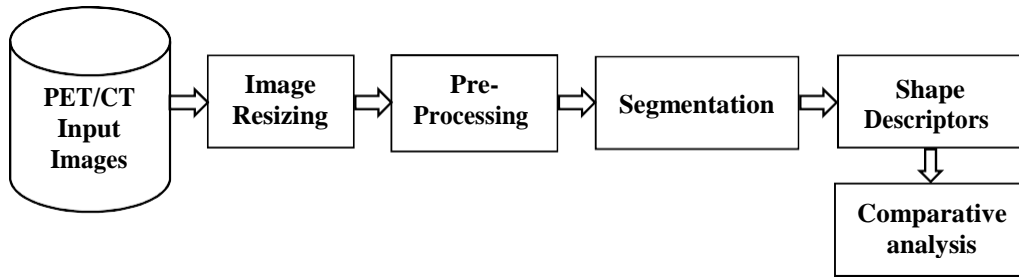 PET/CT
Input
Images
Image
Resizing
Pre-
Processing
Segmentation
Shape
Descriptors
Comparative
analysis